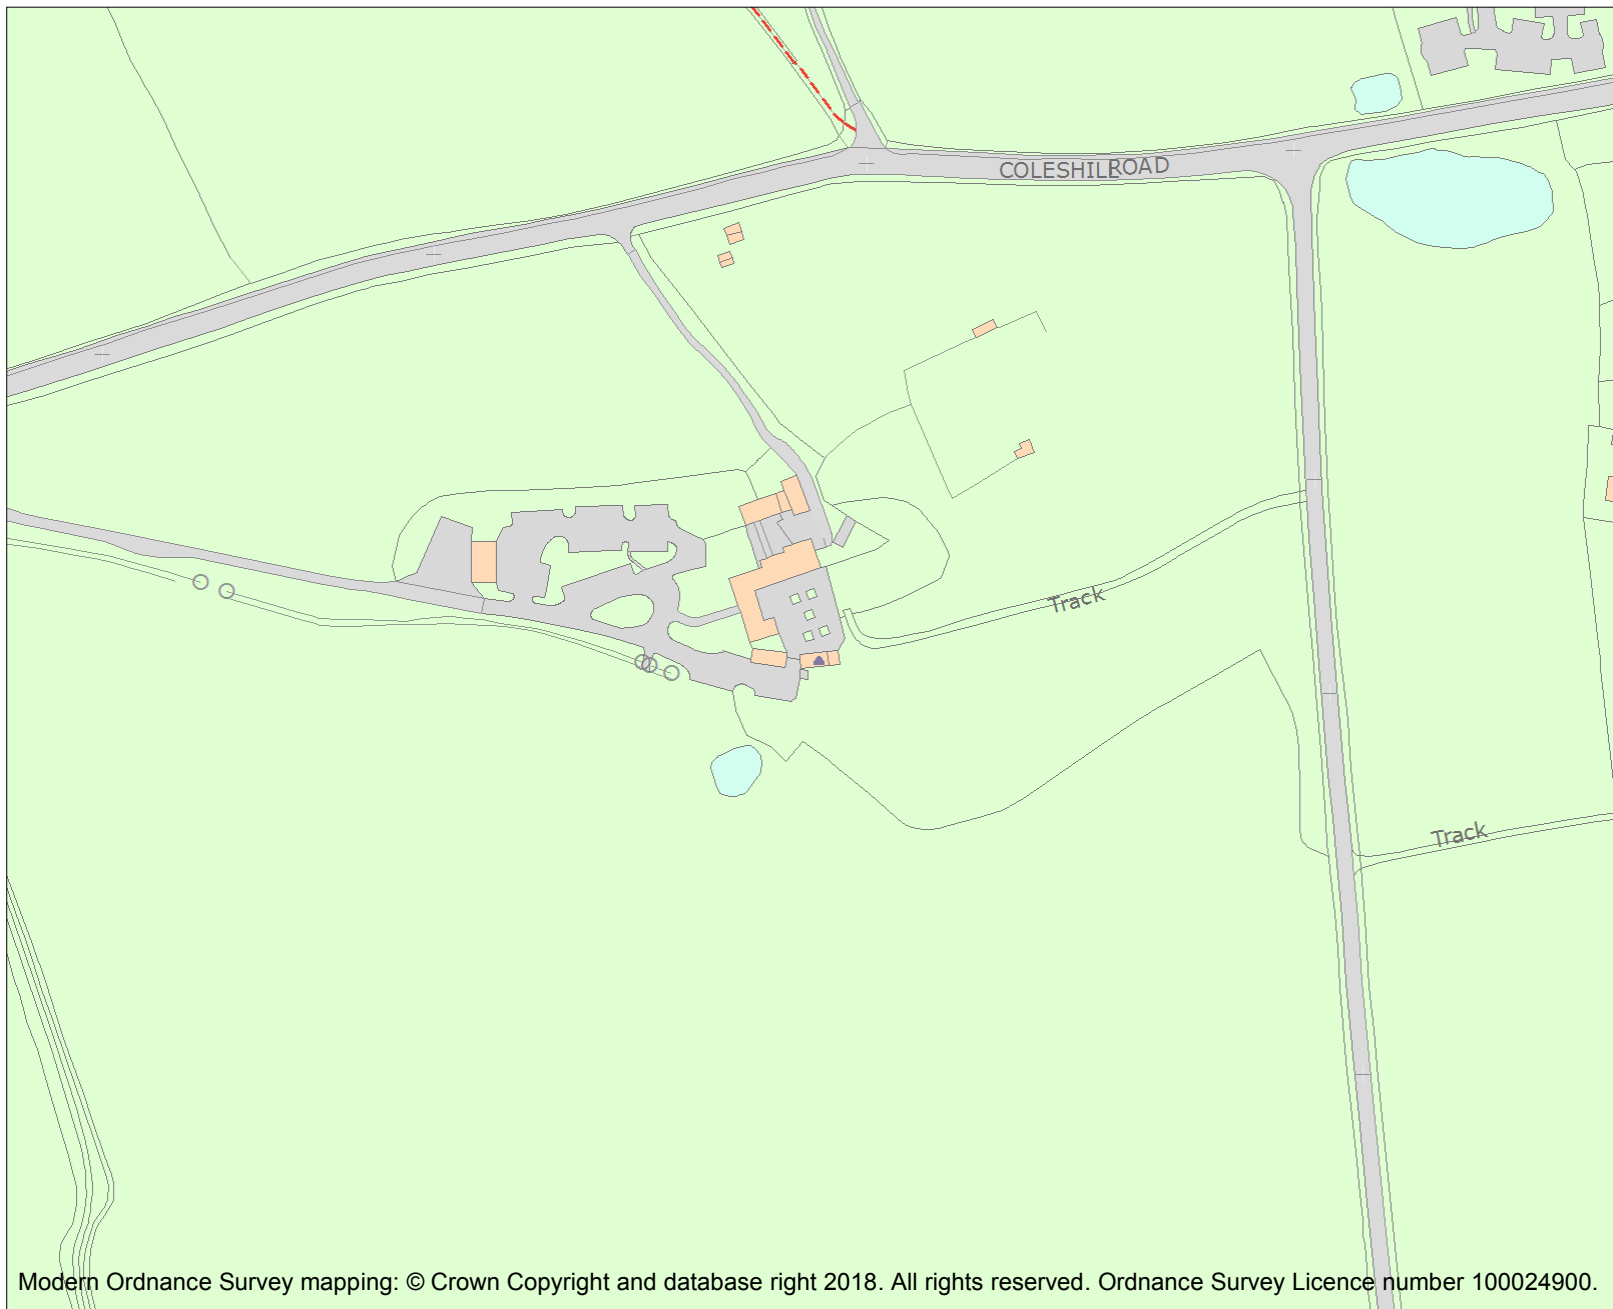 COLESHILL ROAD
Track
Track
Modern Ordnance Survey mapping: © Crown Copyright and database right 2018. All rights reserved. Ordnance Survey Licence number 100024900.